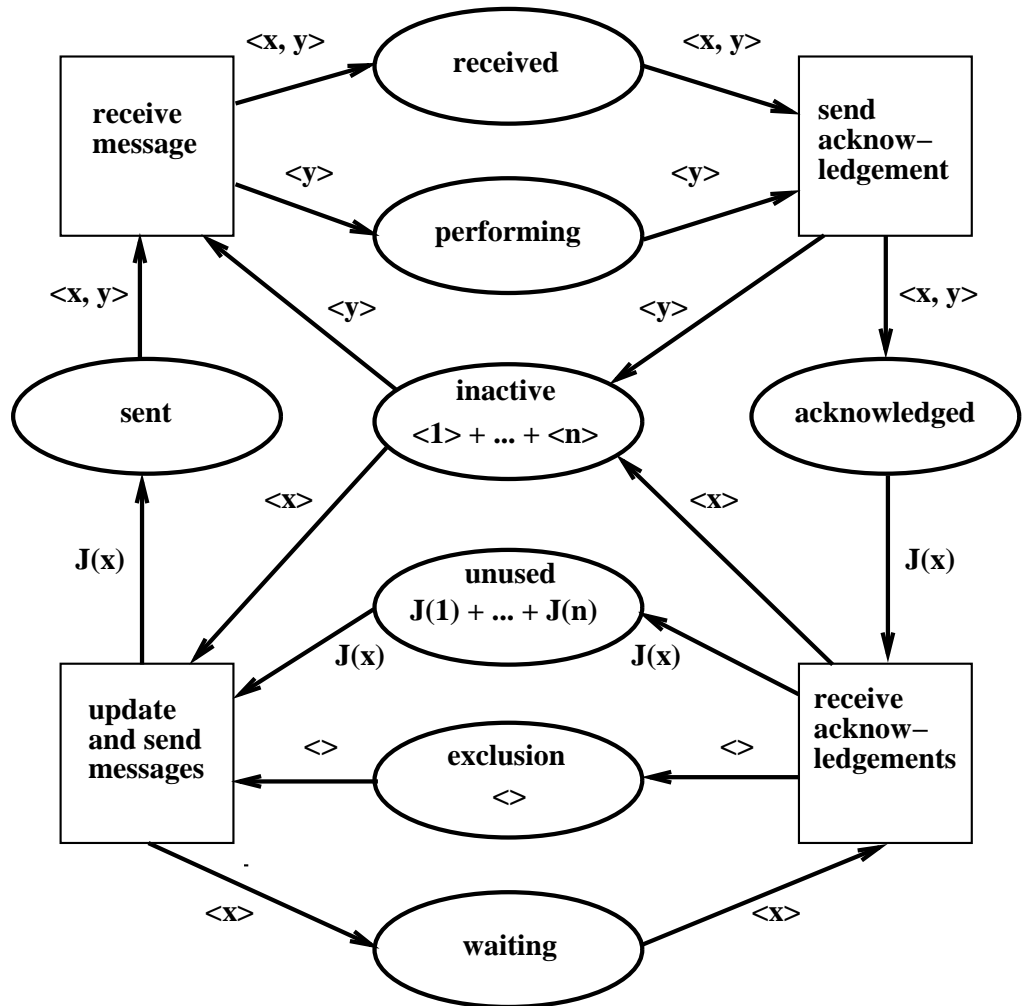 <x, y>
<x, y>
received
receive
message
send
acknow–
ledgement
<y>
<y>
performing
<x, y>
<y>
<y>
<x, y>
sent
inactive
<1> + ... + <n>
acknowledged
<x>
<x>
J(x)
J(x)
unused
J(1) + ... + J(n)
J(x)
J(x)
update
and send
messages
receive
acknow–
ledgements
<>
exclusion
<>
<>
<x>
waiting
<x>